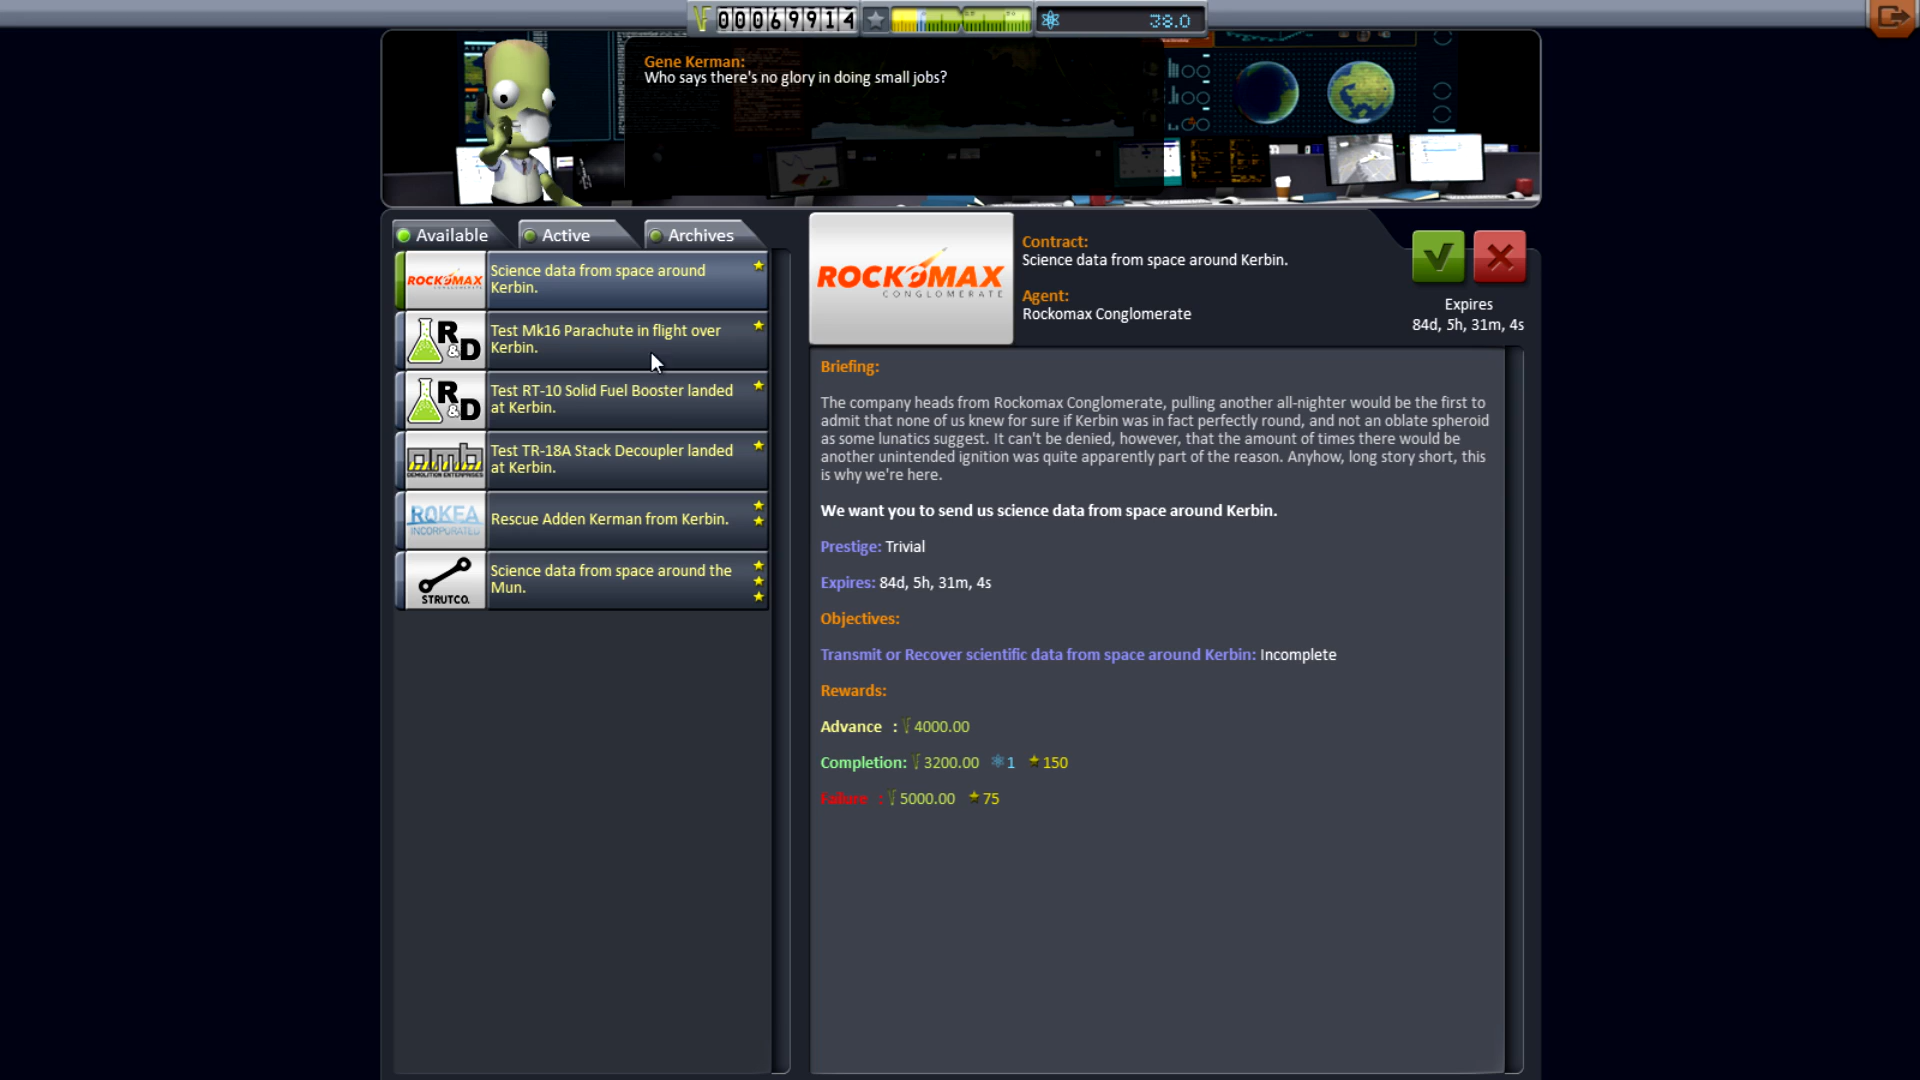 00069914
38.0
Gene Kerman:
Who says there's no glory in doing small jobs?
Available
Active
Archives
ROCKOMAX
CONGLOMERATE
Science data from space around
Kerbin.
R&D
Test Mk16 Parachute in flight over
Kerbin.
R&D
Test RT-10 Solid Fuel Booster landed
at Kerbin.
DEMOLITION ENTERPRISES
Test TR-18A Stack Decoupler landed
at Kerbin.
ROKEA
INCORPORATED
Rescue Adden Kerman from Kerbin.
STRUTCO.
Science data from space around the
Mun.
ROCKOMAX
CONGLOMERATE
Contract:
Science data from space around Kerbin.
Agent:
Rockomax Conglomerate
Expires
84d, 5h, 31m, 4s
Briefing:
The company heads from Rockomax Conglomerate, pulling another all-nighter would be the first to
admit that none of us knew for sure if Kerbin was in fact perfectly round, and not an oblate spheroid
as some lunatics suggest. It can't be denied, however, that the amount of times there would be
another unintended ignition was quite apparently part of the reason. Anyhow, long story short, this
is why we're here.
We want you to send us science data from space around Kerbin.
Prestige: Trivial
Expires: 84d, 5h, 31m, 4s
Objectives:
Transmit or Recover scientific data from space around Kerbin: Incomplete
Rewards:
Advance : 4000.00
Completion: 3200.00 1 150
Failure : 5000.00 75